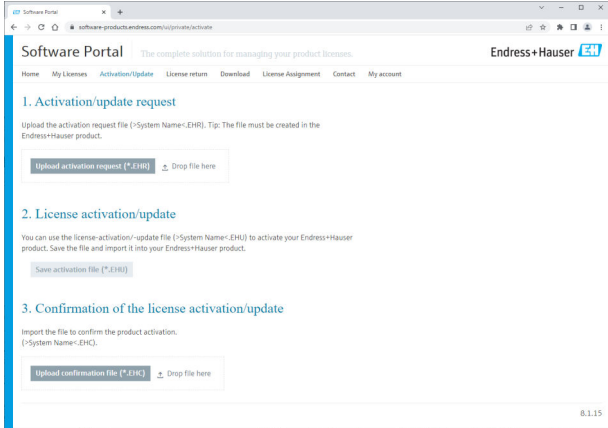 Software Portal
software-products.endress.com/ui/private/activate
Software Portal The complete solution for managing your product licenses. Endress+Hauser EH
Home My Licenses Activation/Update License return Download License Assignment Contact My account
1. Activation/update request
Upload the activation request file (>System Name<.EHR). Tip: The file must be created in the
Endress+Hauser product.
Upload activation request (*.EHR) Drop file here
2. License activation/update
You can use the license-activation/-update file (>System Name<.EHU) to activate your Endress+Hauser
product. Save the file and import it into your Endress+Hauser product.
Save activation file (*.EHU)
3. Confirmation of the license activation/update
Import the file to confirm the product activation.
(>System Name<.EHC).
Upload confirmation file (*.EHC) Drop file here
8.1.15